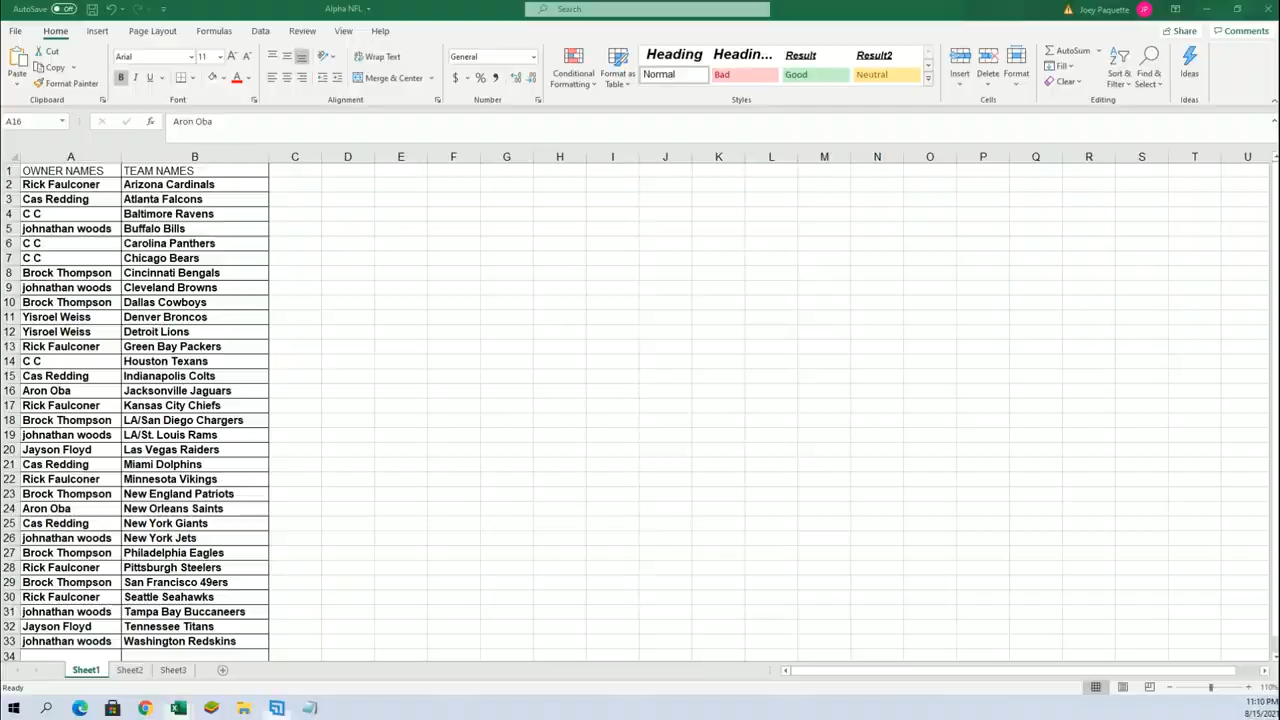 AutoSave Off Alpha NFL Search Joey Paquette JP
File Home Insert Page Layout Formulas Data Review View Help Share Comments
Paste Cut Copy Format Painter Clipboard
Arial 11 B I U A Font
Wrap Text Merge & Center Alignment
General $ % Number
Conditional Formatting Format as Table Heading Headin... Result Result2 Normal Bad Good Neutral Styles
Insert Delete Format Cells
AutoSum Fill Clear Sort & Filter Find & Select Editing
Ideas Ideas
A16 fx Aron Oba
A B C D E F G H I J K L M N O P Q R S T U
1 OWNER NAMES TEAM NAMES
2 Rick Faulconer Arizona Cardinals
3 Cas Redding Atlanta Falcons
4 C C Baltimore Ravens
5 johnathan woods Buffalo Bills
6 C C Carolina Panthers
7 C C Chicago Bears
8 Brock Thompson Cincinnati Bengals
9 johnathan woods Cleveland Browns
10 Brock Thompson Dallas Cowboys
11 Yisroel Weiss Denver Broncos
12 Yisroel Weiss Detroit Lions
13 Rick Faulconer Green Bay Packers
14 C C Houston Texans
15 Cas Redding Indianapolis Colts
16 Aron Oba Jacksonville Jaguars
17 Rick Faulconer Kansas City Chiefs
18 Brock Thompson LA/San Diego Chargers
19 johnathan woods LA/St. Louis Rams
20 Jayson Floyd Las Vegas Raiders
21 Cas Redding Miami Dolphins
22 Rick Faulconer Minnesota Vikings
23 Brock Thompson New England Patriots
24 Aron Oba New Orleans Saints
25 Cas Redding New York Giants
26 johnathan woods New York Jets
27 Brock Thompson Philadelphia Eagles
28 Rick Faulconer Pittsburgh Steelers
29 Brock Thompson San Francisco 49ers
30 Rick Faulconer Seattle Seahawks
31 johnathan woods Tampa Bay Buccaneers
32 Jayson Floyd Tennessee Titans
33 johnathan woods Washington Redskins
34
Sheet1 Sheet2 Sheet3
Ready 110%
11:10 PM